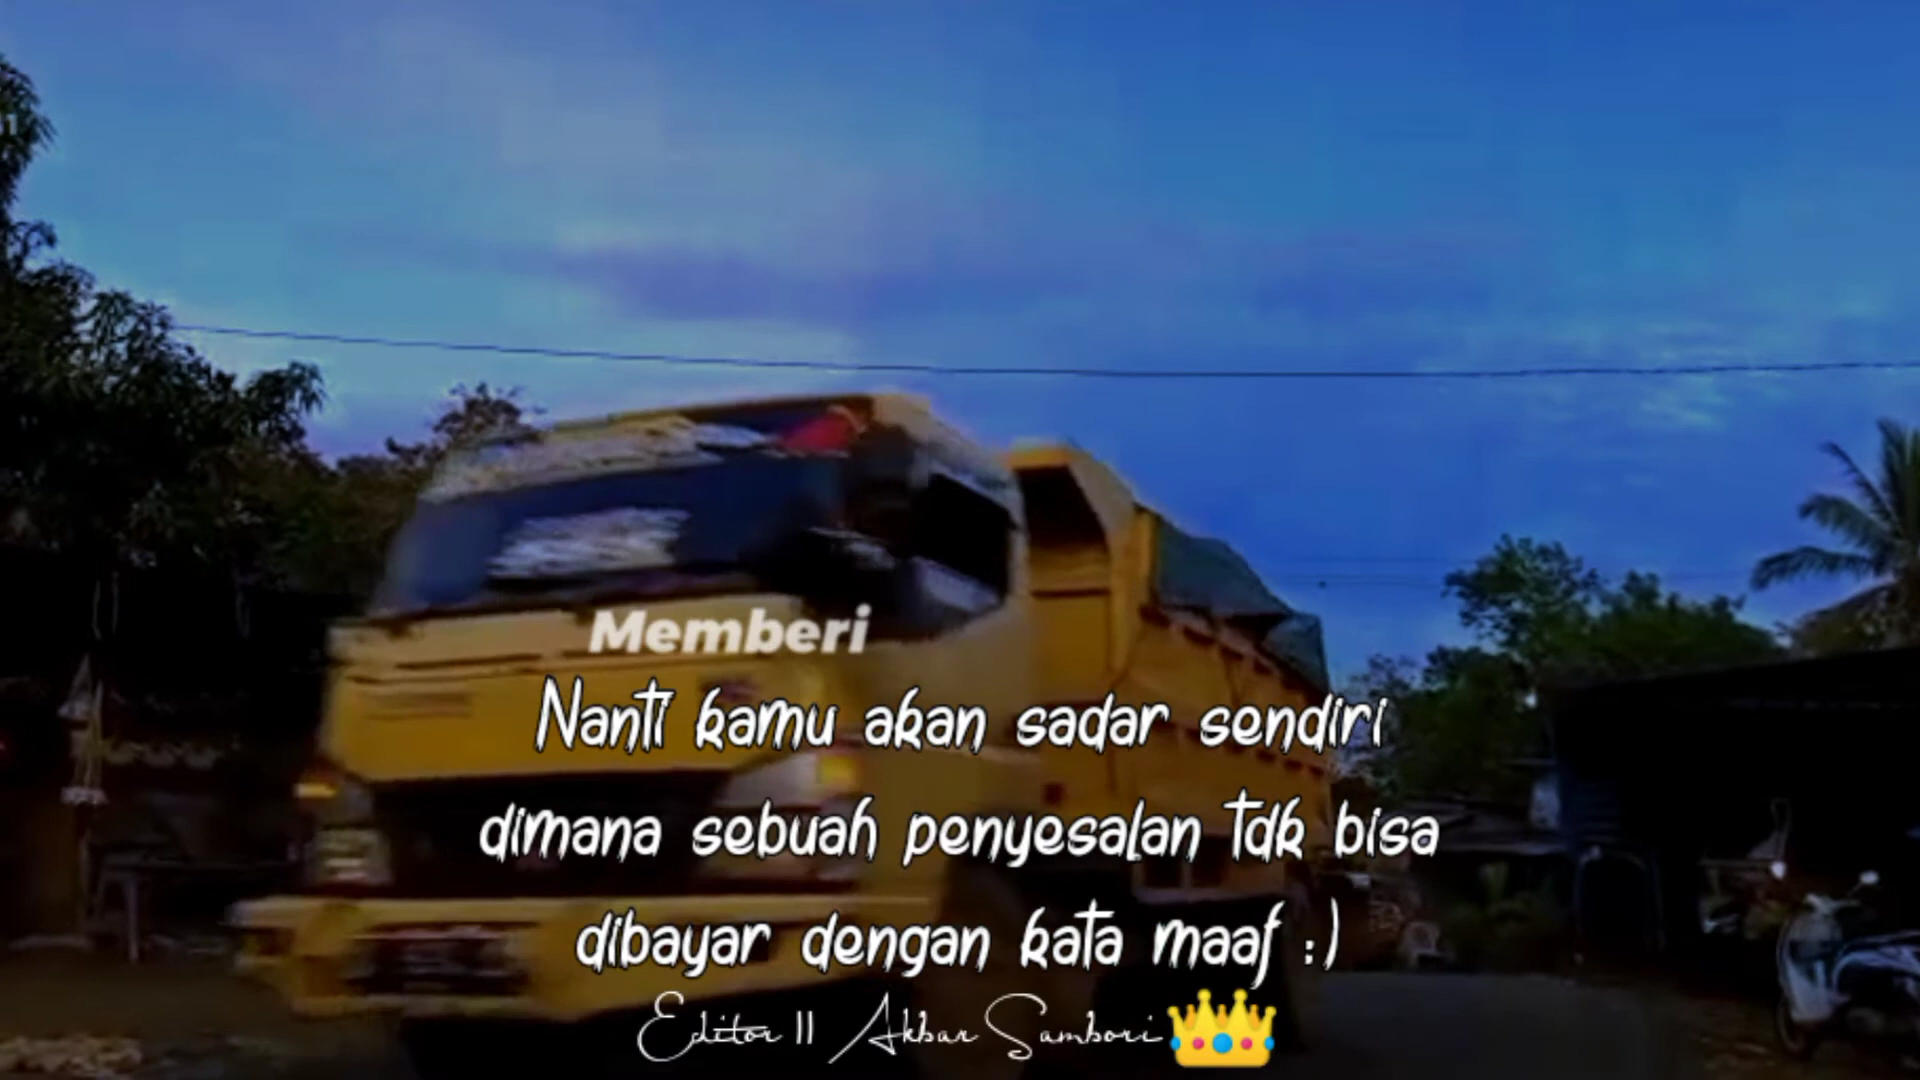 Memberi
Nanti kamu akan sadar sendiri
dimana sebuah penyesalan tdk bisa
dibayar dengan kata maaf :)
Editor || Akbar Sambori👑